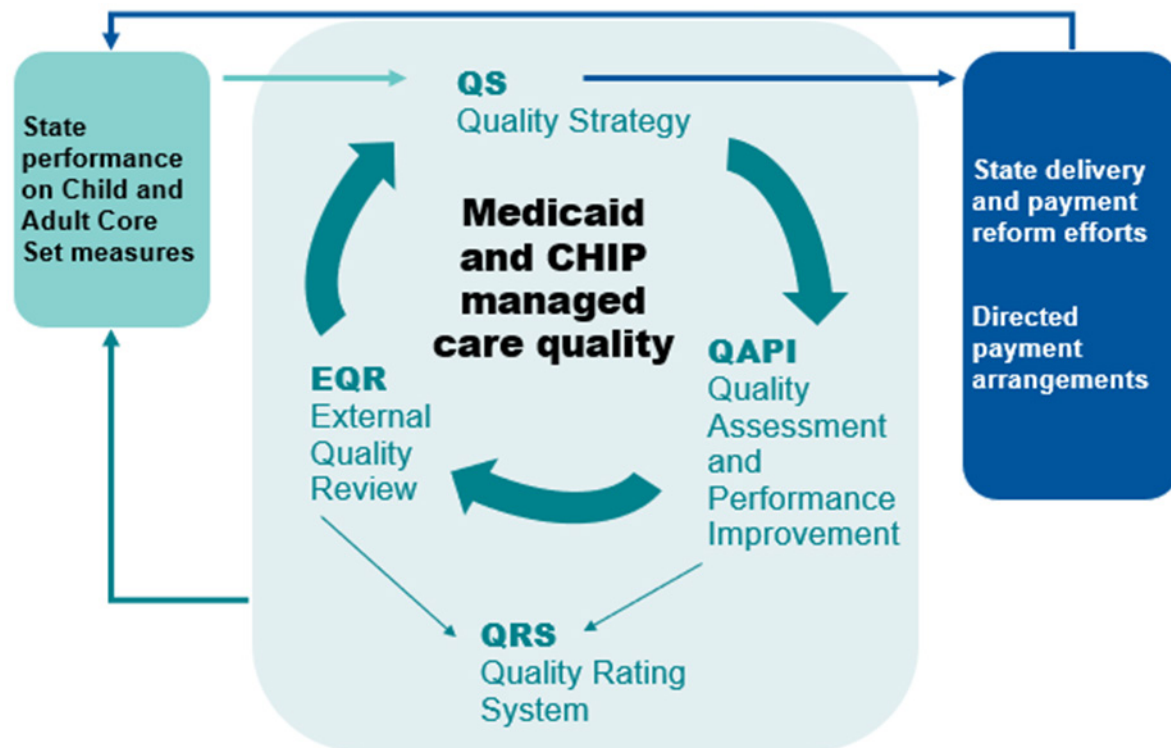 State
performance
on Child and
Adult Core
Set measures
QS
Quality Strategy
Medicaid
and CHIP
managed
care quality
EQR
External
Quality
Review
QAPI
Quality
Assessment
and
Performance
Improvement
QRS
Quality Rating
System
State delivery
and payment
reform efforts
Directed
payment
arrangements